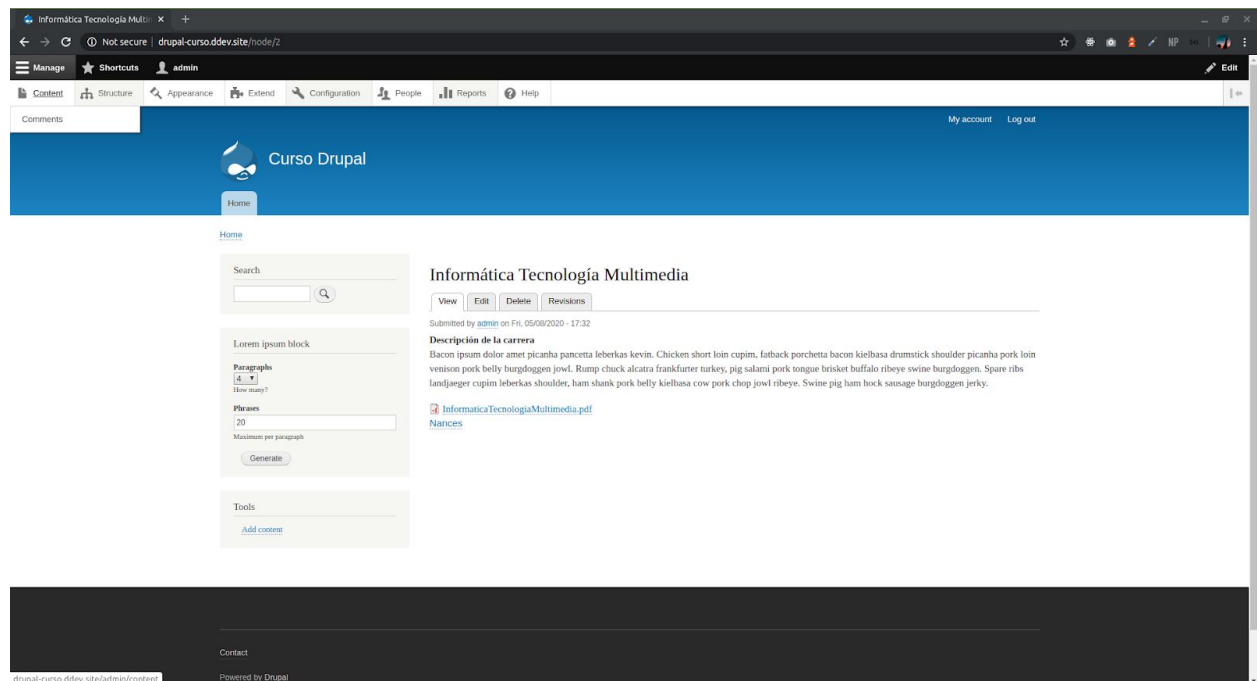 Informática Tecnología Multim
Not secure | drupal-curso.ddev.site/node/2
NP
Manage Shortcuts admin Edit
Content Structure Appearance Extend Configuration People Reports Help
Comments
My account Log out
Curso Drupal
Home
Home
Search
Lorem ipsum block
Paragraphs
4
How many?
Phrases
20
Maximum per paragraph
Generate
Tools
Add content
Informática Tecnología Multimedia
View Edit Delete Revisions
Submitted by admin on Fri, 05/08/2020 - 17:32
Descripción de la carrera
Bacon ipsum dolor amet picanha pancetta leberkas kevin. Chicken short loin cupim, fatback porchetta bacon kielbasa drumstick shoulder picanha pork loin
venison pork belly burgdoggen jowl. Rump chuck alcatra frankfurter turkey, pig salami pork tongue brisket buffalo ribeye swine burgdoggen. Spare ribs
landjaeger cupim leberkas shoulder, ham shank pork belly kielbasa cow pork chop jowl ribeye. Swine pig ham hock sausage burgdoggen jerky.
InformaticaTecnologiaMultimedia.pdf
Nances
Contact
Powered by Drupal
drupal-curso.ddev.site/admin/content